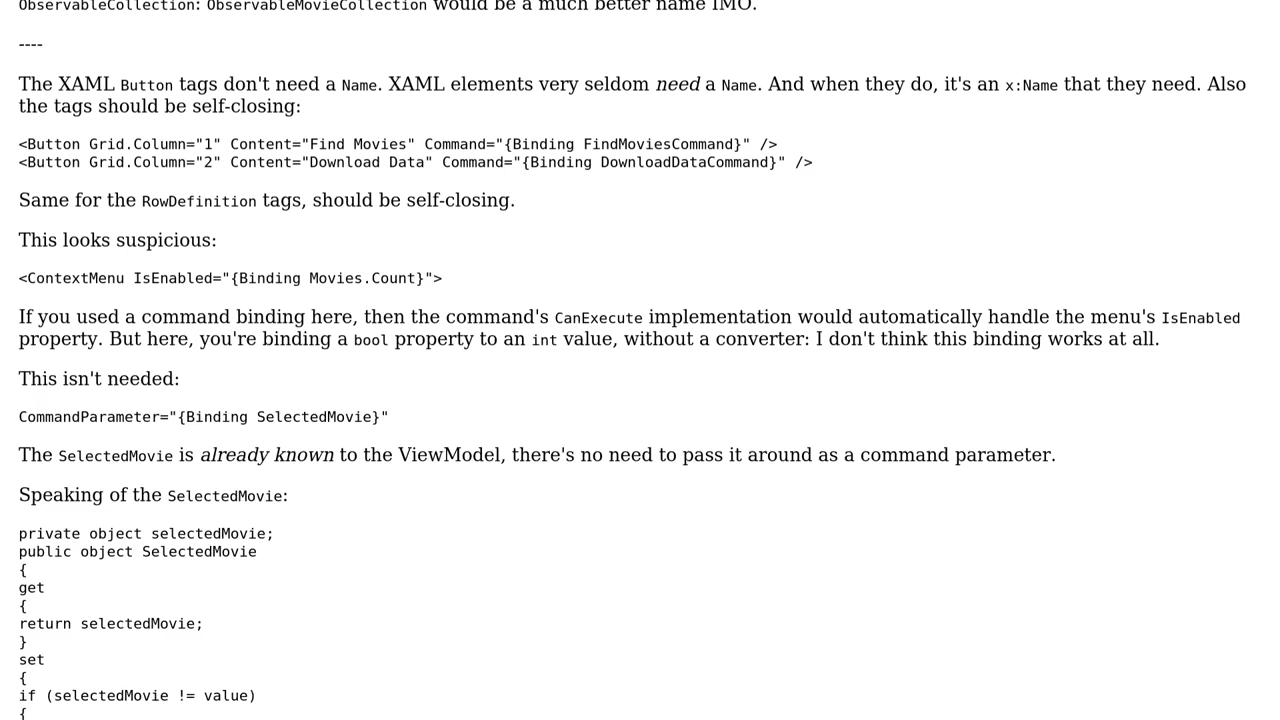 ObservableCollection: ObservableMovieCollection would be a much better name IMO.
----
The XAML Button tags don't need a Name. XAML elements very seldom need a Name. And when they do, it's an x:Name that they need. Also
the tags should be self-closing:
<Button Grid.Column="1" Content="Find Movies" Command="{Binding FindMoviesCommand}" />
<Button Grid.Column="2" Content="Download Data" Command="{Binding DownloadDataCommand}" />
Same for the RowDefinition tags, should be self-closing.
This looks suspicious:
<ContextMenu IsEnabled="{Binding Movies.Count}">
If you used a command binding here, then the command's CanExecute implementation would automatically handle the menu's IsEnabled
property. But here, you're binding a bool property to an int value, without a converter: I don't think this binding works at all.
This isn't needed:
CommandParameter="{Binding SelectedMovie}"
The SelectedMovie is already known to the ViewModel, there's no need to pass it around as a command parameter.
Speaking of the SelectedMovie:
private object selectedMovie;
public object SelectedMovie
{
get
{
return selectedMovie;
}
set
{
if (selectedMovie != value)
{